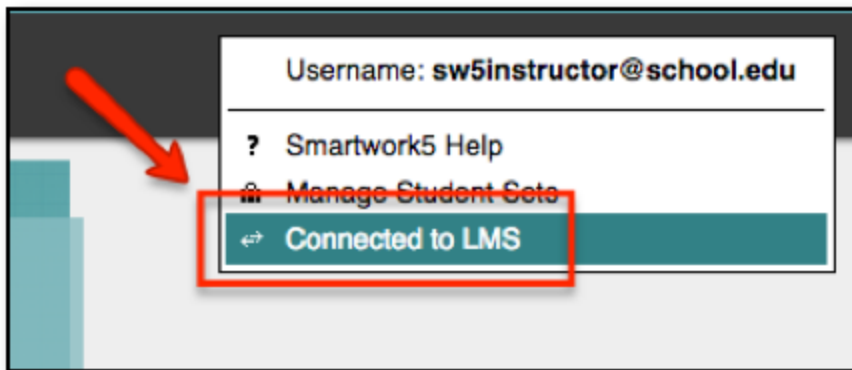 Username: sw5instructor@school.edu
? Smartwork5 Help
Manage Student Sets
Connected to LMS